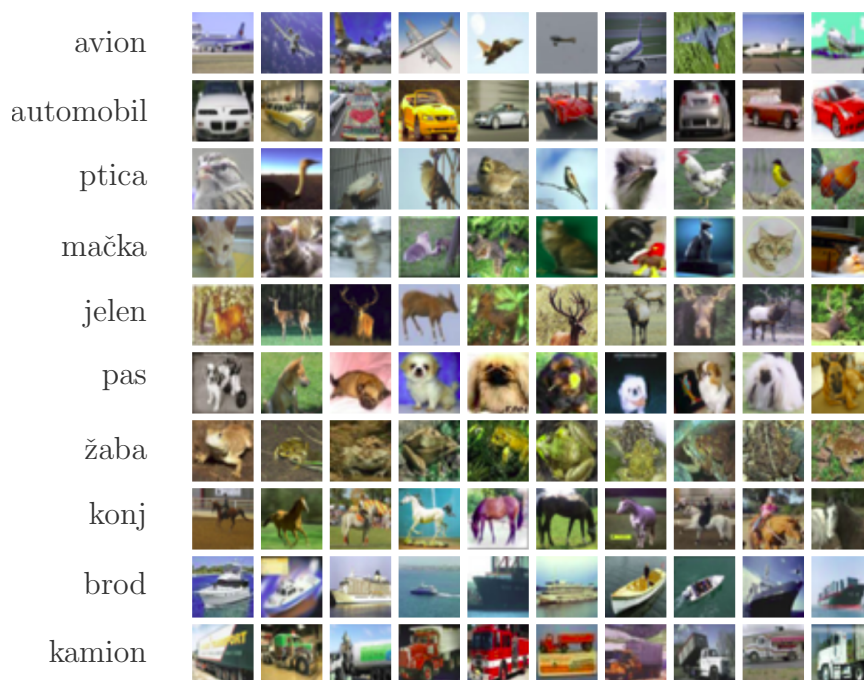 avion
automobil
ptica
mačka
jelen
pas
žaba
konj
brod
kamion